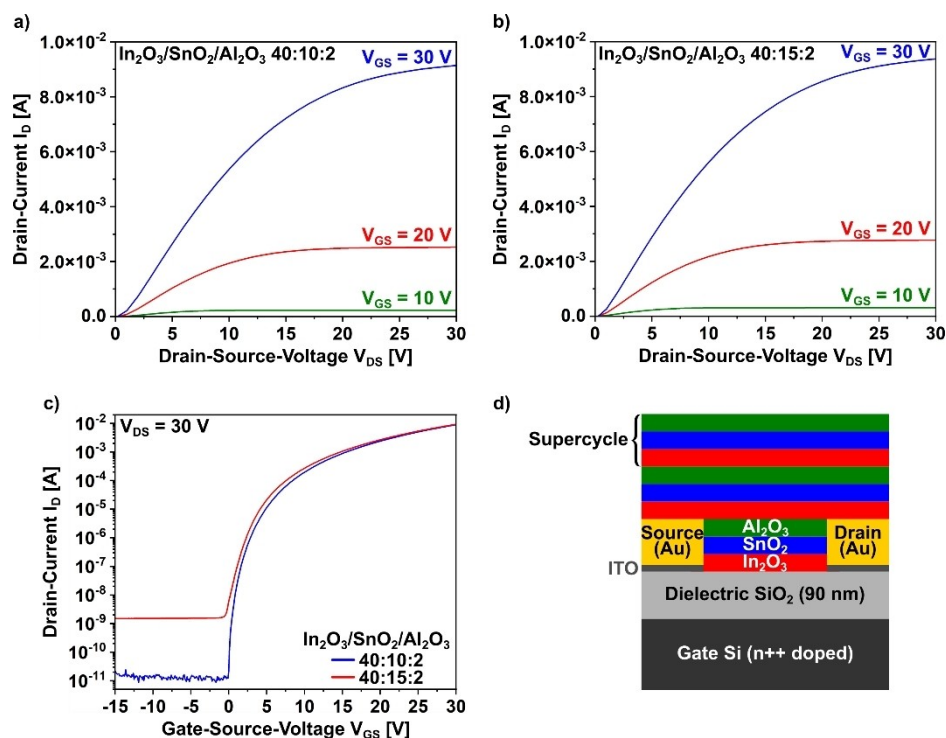 a)
In₂O₃/SnO₂/Al₂O₃ 40:10:2
V_GS = 30 V
V_GS = 20 V
V_GS = 10 V
1.0×10⁻²
8.0×10⁻³
6.0×10⁻³
4.0×10⁻³
2.0×10⁻³
0.0
0 5 10 15 20 25 30
Drain-Current I_D [A]
Drain-Source-Voltage V_DS [V]
b)
In₂O₃/SnO₂/Al₂O₃ 40:15:2
V_GS = 30 V
V_GS = 20 V
V_GS = 10 V
1.0×10⁻²
8.0×10⁻³
6.0×10⁻³
4.0×10⁻³
2.0×10⁻³
0.0
0 5 10 15 20 25 30
Drain-Current I_D [A]
Drain-Source-Voltage V_DS [V]
c)
V_DS = 30 V
10⁻²
10⁻³
10⁻⁴
10⁻⁵
10⁻⁶
10⁻⁷
10⁻⁸
10⁻⁹
10⁻¹⁰
10⁻¹¹
In₂O₃/SnO₂/Al₂O₃
40:10:2
40:15:2
-15 -10 -5 0 5 10 15 20 25 30
Drain-Current I_D [A]
Gate-Source-Voltage V_GS [V]
d)
Supercycle
Source
(Au)
Al₂O₃
SnO₂
In₂O₃
Drain
(Au)
ITO
Dielectric SiO₂ (90 nm)
Gate Si (n++ doped)